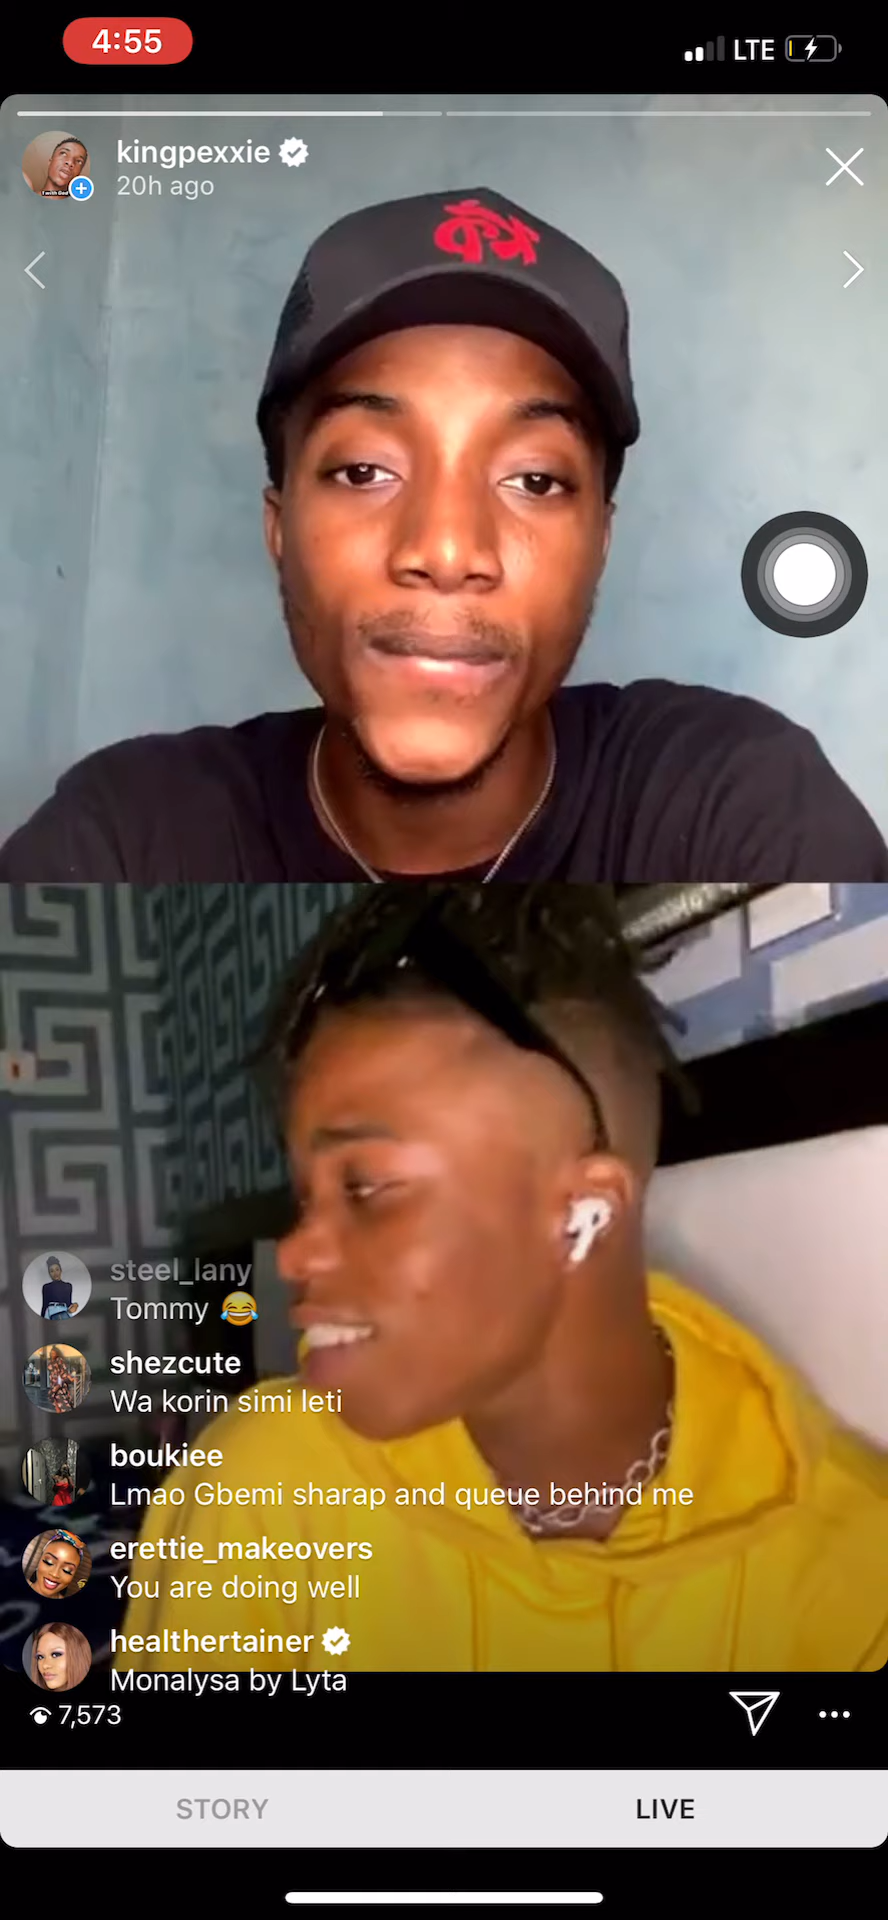 4:55
LTE
kingpexxie
20h ago
steel_lany
Tommy 😂
shezcute
Wa korin simi leti
boukiee
Lmao Gbemi sharap and queue behind me
erettie_makeovers
You are doing well
healthertainer
Monalysa by Lyta
7,573
STORY
LIVE